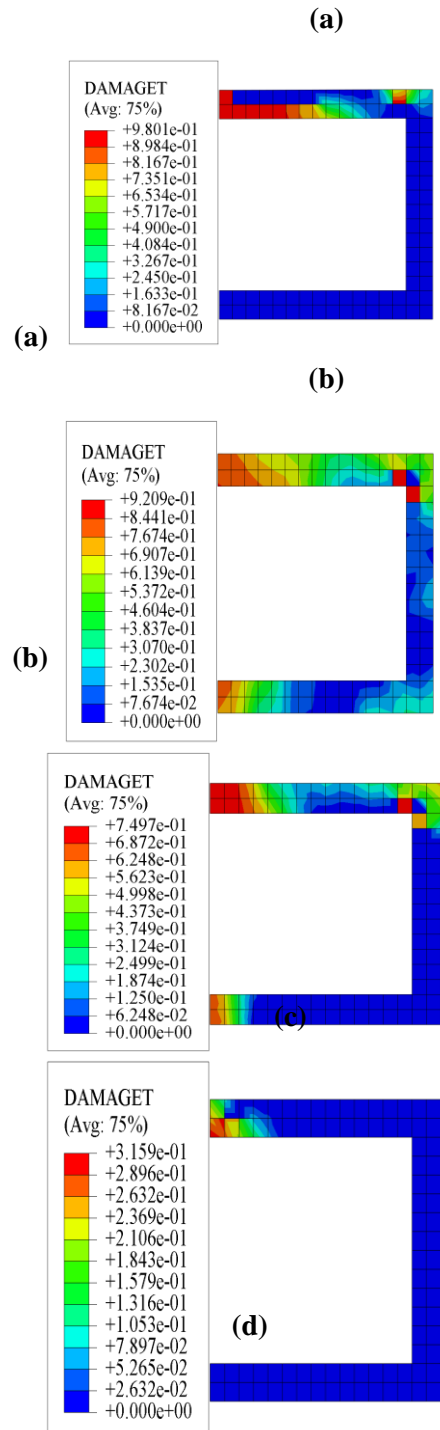 (a)
DAMAGET
(Avg: 75%)
+9.801e-01
+8.984e-01
+8.167e-01
+7.351e-01
+6.534e-01
+5.717e-01
+4.900e-01
+4.084e-01
+3.267e-01
+2.450e-01
+1.633e-01
+8.167e-02
+0.000e+00
(a)
(b)
DAMAGET
(Avg: 75%)
+9.209e-01
+8.441e-01
+7.674e-01
+6.907e-01
+6.139e-01
+5.372e-01
+4.604e-01
+3.837e-01
+3.070e-01
+2.302e-01
+1.535e-01
+7.674e-02
+0.000e+00
(b)
DAMAGET
(Avg: 75%)
+7.497e-01
+6.872e-01
+6.248e-01
+5.623e-01
+4.998e-01
+4.373e-01
+3.749e-01
+3.124e-01
+2.499e-01
+1.874e-01
+1.250e-01
+6.248e-02
+0.000e+00
(c)
DAMAGET
(Avg: 75%)
+3.159e-01
+2.896e-01
+2.632e-01
+2.369e-01
+2.106e-01
+1.843e-01
+1.579e-01
+1.316e-01
+1.053e-01
+7.897e-02
+5.265e-02
+2.632e-02
+0.000e+00
(d)